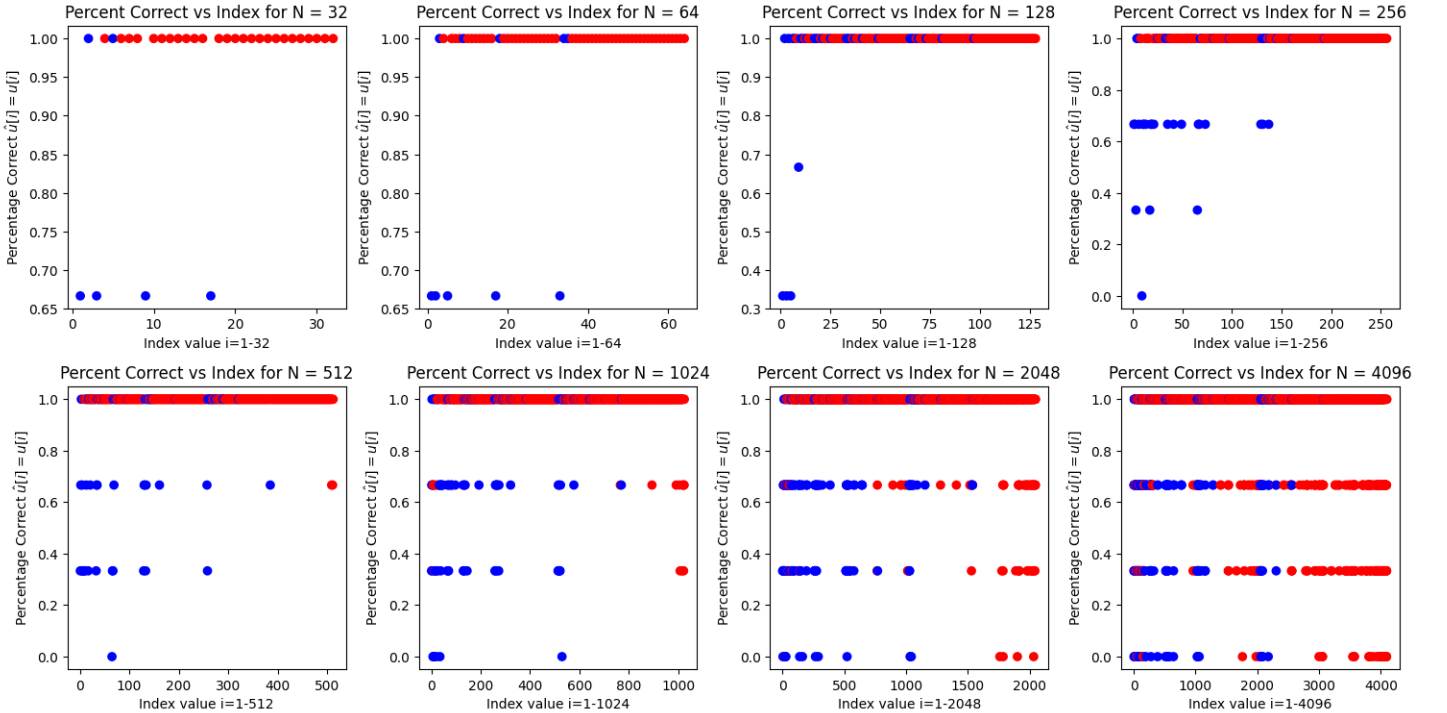 Percent Correct vs Index for N = 32
Percentage Correct û[i] = u[i]
1.00
0.95
0.90
0.85
0.80
0.75
0.70
0.65
0 10 20 30
Index value i=1-32
Percent Correct vs Index for N = 64
Percentage Correct û[i] = u[i]
1.00
0.95
0.90
0.85
0.80
0.75
0.70
0.65
0 20 40 60
Index value i=1-64
Percent Correct vs Index for N = 128
Percentage Correct û[i] = u[i]
1.0
0.9
0.8
0.7
0.6
0.5
0.4
0.3
0 25 50 75 100 125
Index value i=1-128
Percent Correct vs Index for N = 256
Percentage Correct û[i] = u[i]
1.0
0.8
0.6
0.4
0.2
0.0
0 50 100 150 200 250
Index value i=1-256
Percent Correct vs Index for N = 512
Percentage Correct û[i] = u[i]
1.0
0.8
0.6
0.4
0.2
0.0
0 100 200 300 400 500
Index value i=1-512
Percent Correct vs Index for N = 1024
Percentage Correct û[i] = u[i]
1.0
0.8
0.6
0.4
0.2
0.0
0 200 400 600 800 1000
Index value i=1-1024
Percent Correct vs Index for N = 2048
Percentage Correct û[i] = u[i]
1.0
0.8
0.6
0.4
0.2
0.0
0 500 1000 1500 2000
Index value i=1-2048
Percent Correct vs Index for N = 4096
Percentage Correct û[i] = u[i]
1.0
0.8
0.6
0.4
0.2
0.0
0 1000 2000 3000 4000
Index value i=1-4096